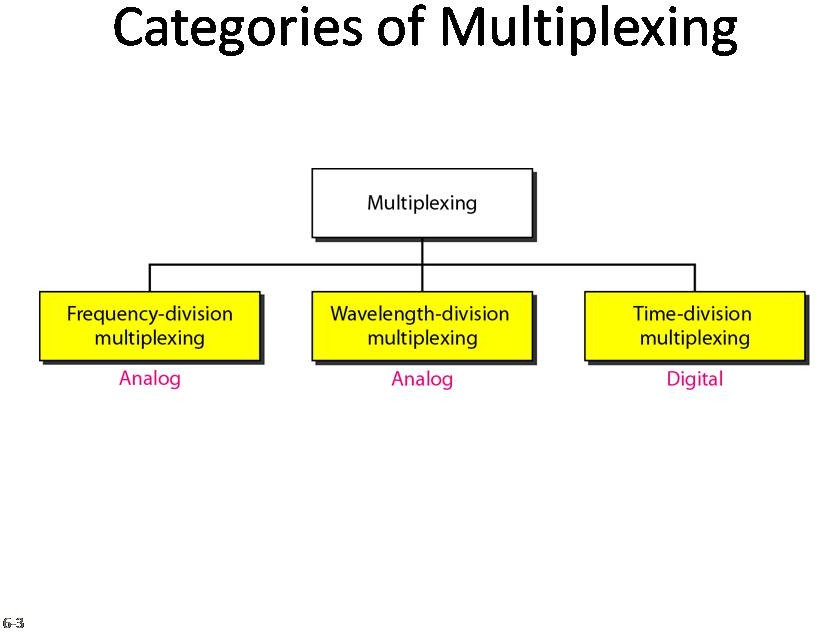 Categories of Multiplexing
Multiplexing
Frequency-division
multiplexing
Analog
Wavelength-division
multiplexing
Analog
Time-division
multiplexing
Digital
6-3